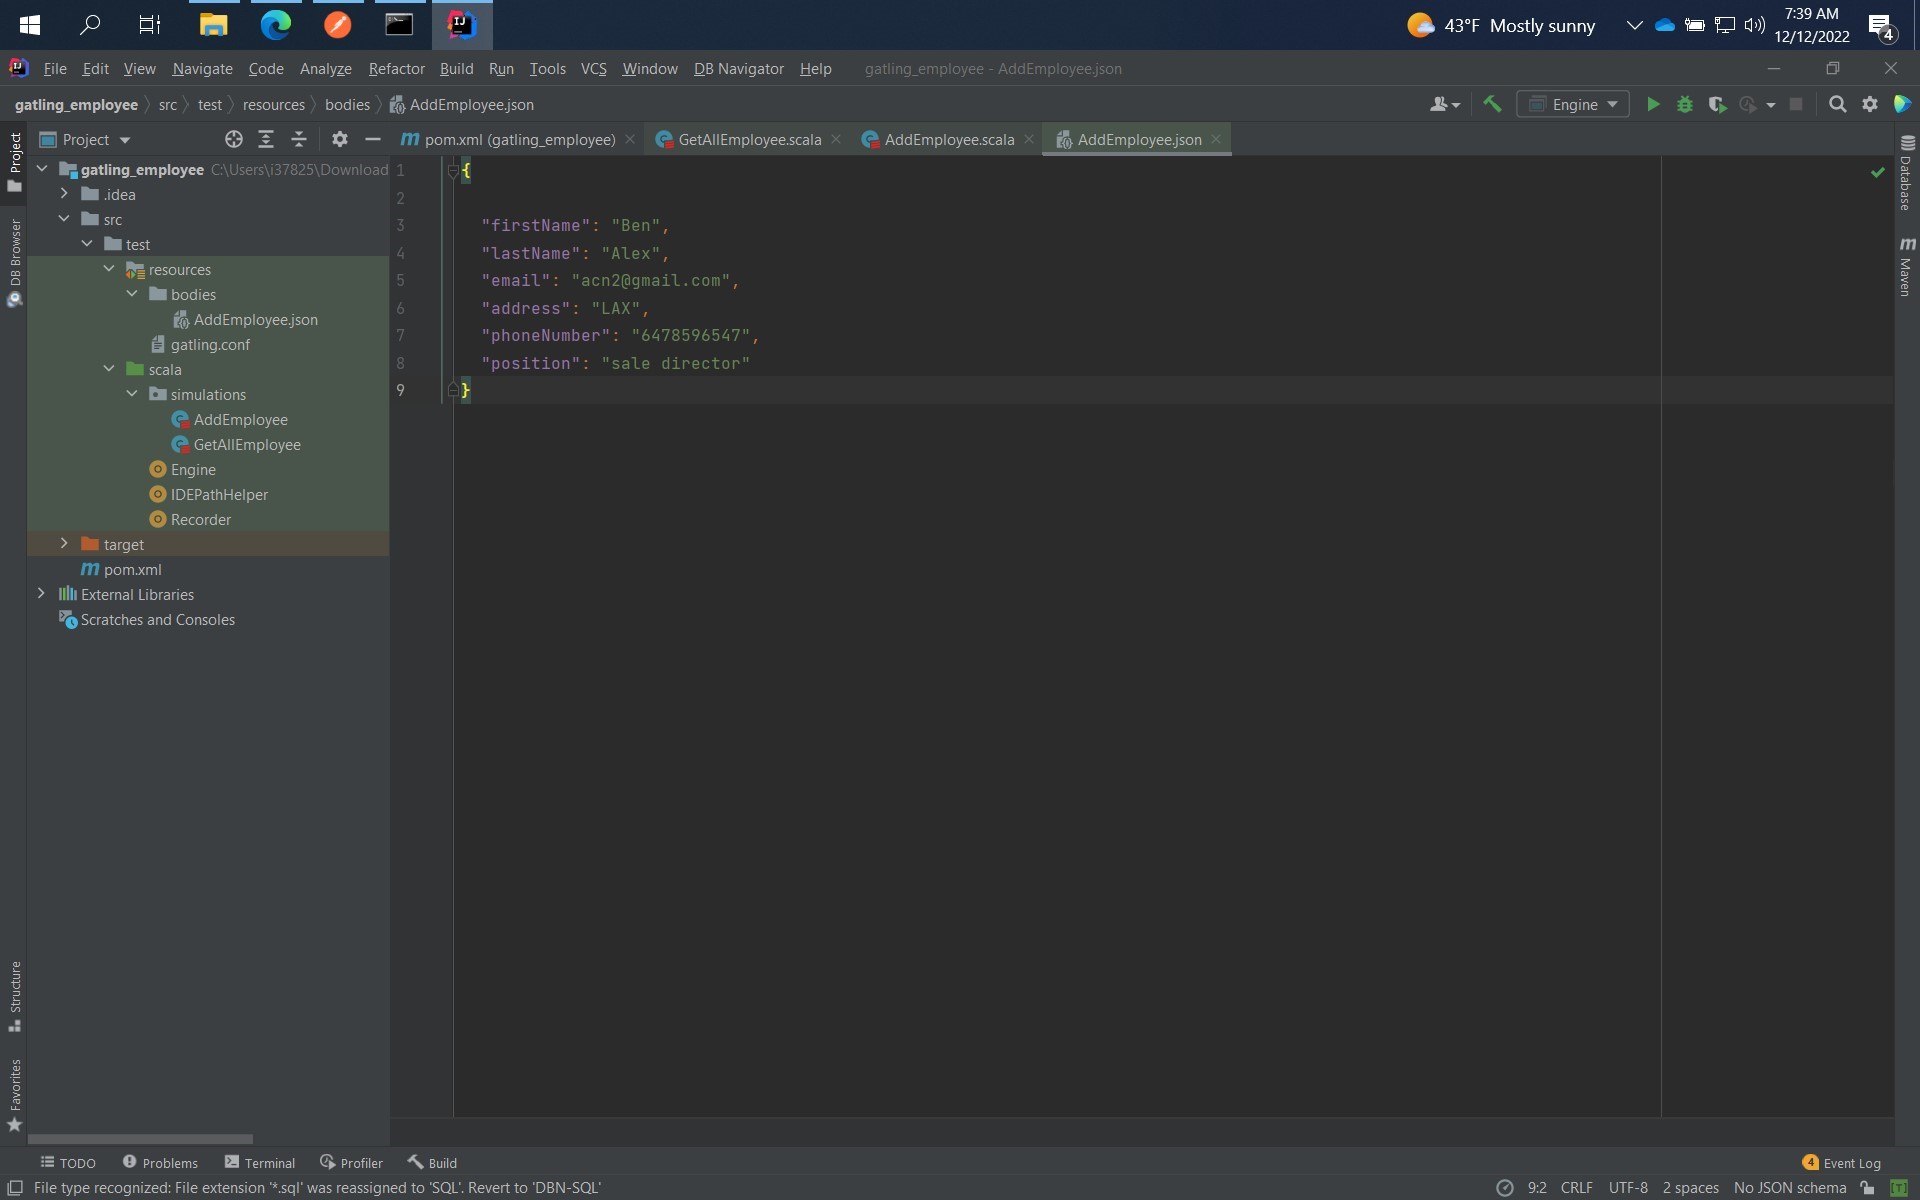 43°F Mostly sunny
7:39 AM
12/12/2022
4
File Edit View Navigate Code Analyze Refactor Build Run Tools VCS Window DB Navigator Help gatling_employee - AddEmployee.json
gatling_employee src test resources bodies AddEmployee.json
Engine
Project
pom.xml (gatling_employee) GetAllEmployee.scala AddEmployee.scala AddEmployee.json
gatling_employee C:\Users\i37825\Download
.idea
src
test
resources
bodies
AddEmployee.json
gatling.conf
scala
simulations
AddEmployee
GetAllEmployee
Engine
IDEPathHelper
Recorder
target
pom.xml
External Libraries
Scratches and Consoles
1 {
2
3 "firstName": "Ben",
4 "lastName": "Alex",
5 "email": "acn2@gmail.com",
6 "address": "LAX",
7 "phoneNumber": "6478596547",
8 "position": "sale director"
9 }
Project
DB Browser
Structure
Favorites
Database
Maven
TODO Problems Terminal Profiler Build
4 Event Log
File type recognized: File extension '*.sql' was reassigned to 'SQL'. Revert to 'DBN-SQL'
9:2 CRLF UTF-8 2 spaces No JSON schema [T]